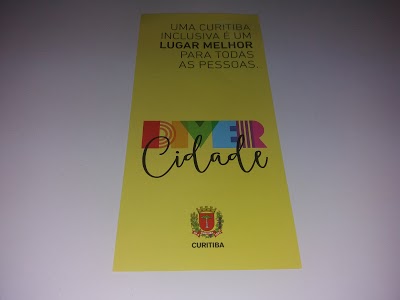 UMA CURITIBA
INCLUSIVA É UM
LUGAR MELHOR
PARA TODAS
AS PESSOAS.
DIVER
Cidade
CURITIBA